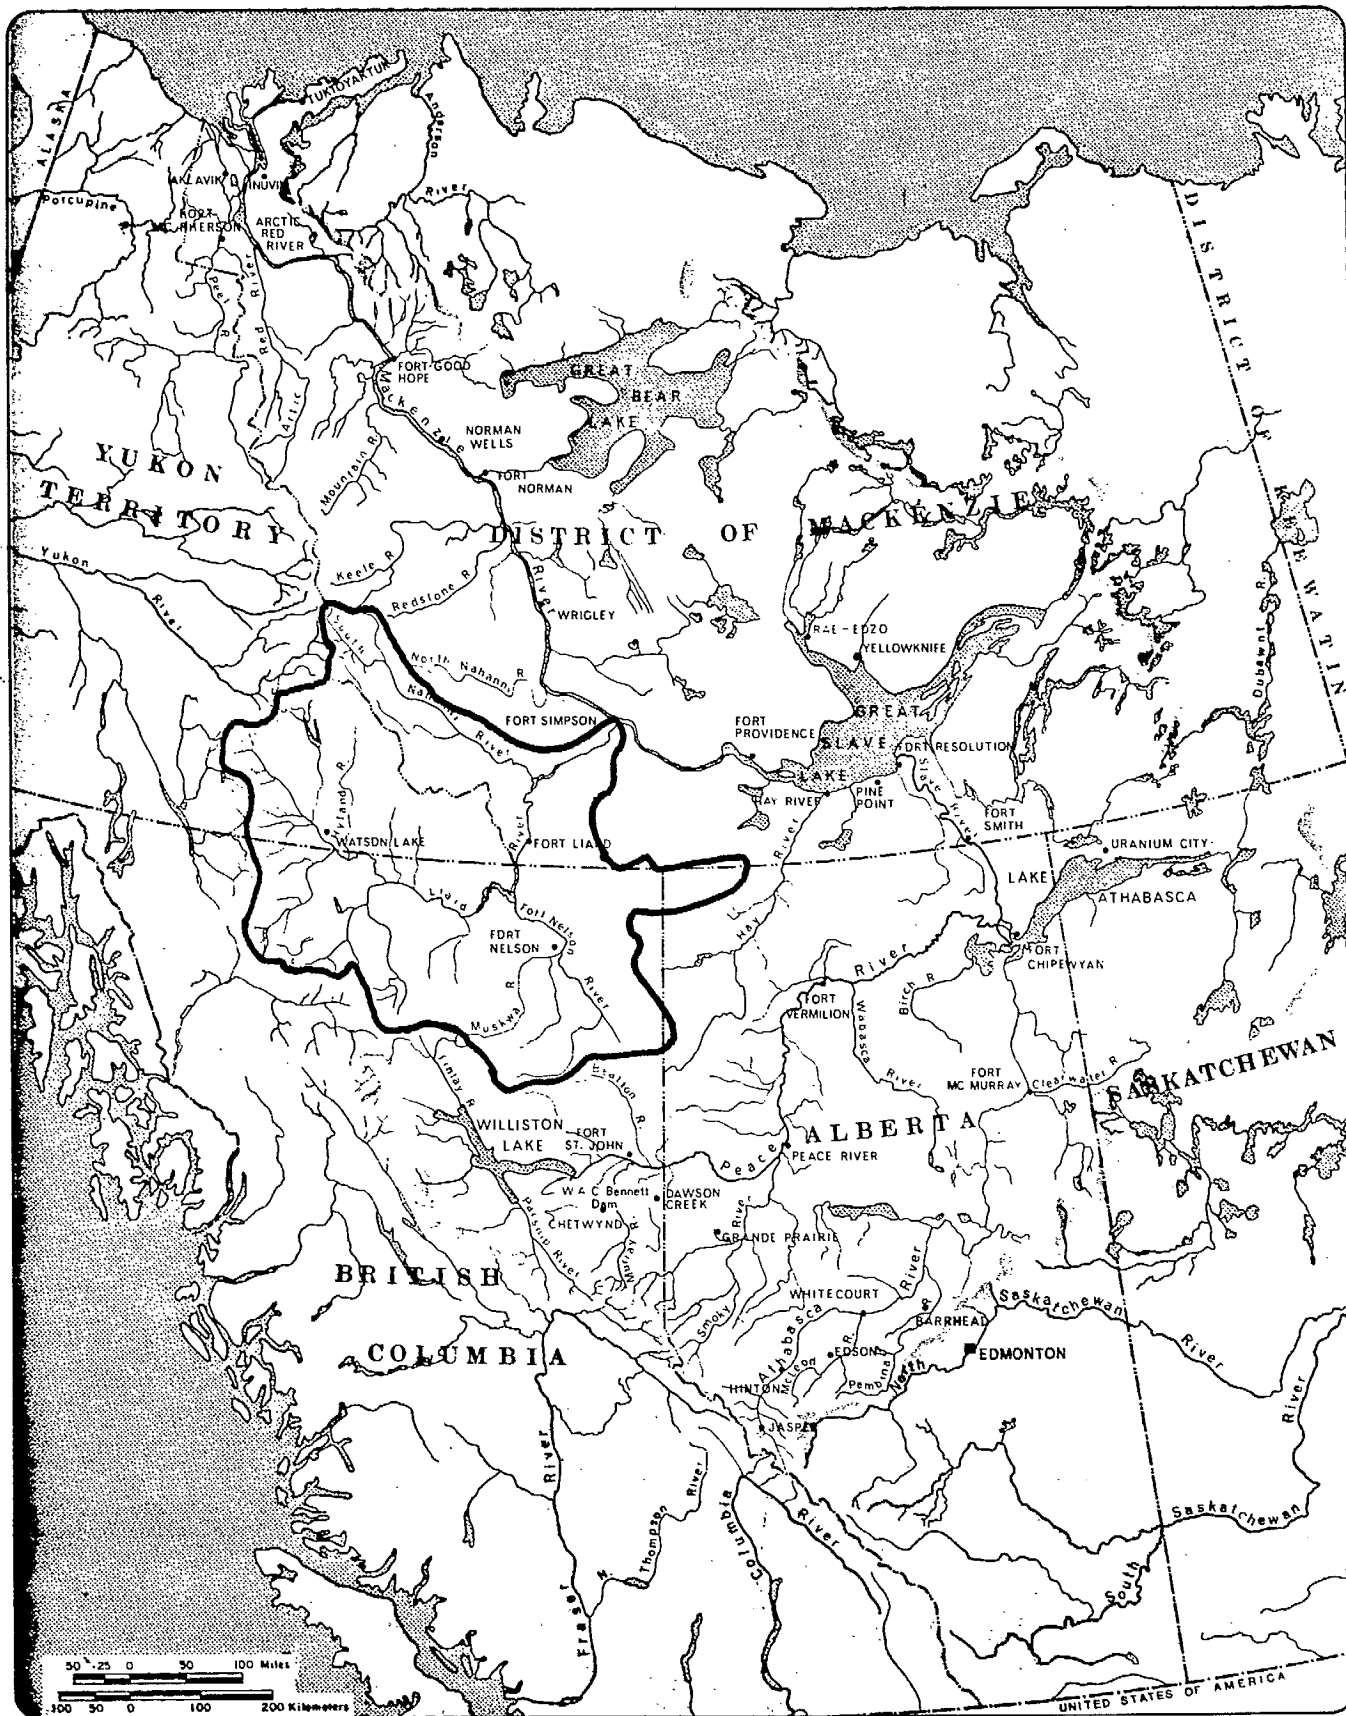 TUKTOYAKTUK
ALASKA
Anderson
River
AKLAVIK
INUVIK
Porcupine
FORT
MC PHERSON
ARCTIC
RED
RIVER
Peel R
Artic Red River
DISTRICT OF KEEWATIN
FORT GOOD
HOPE
Mackenzie
GREAT
BEAR
LAKE
NORMAN
WELLS
FORT
NORMAN
Mountain R
YUKON
TERRITORY
DISTRICT OF MACKENZIE
Yukon
River
Keele R
Redstone R
River
WRIGLEY
RAE-EDZO
YELLOWKNIFE
Dubawnt R
South
Nahanni
River
North Nahanni R
FORT SIMPSON
FORT
PROVIDENCE
GREAT
SLAVE
LAKE
FORT RESOLUTION
Slave River
HAY RIVER
PINE
POINT
FORT
SMITH
Hyland R
WATSON LAKE
River
FORT LIARD
Hay River
URANIUM CITY
LAKE
ATHABASCA
Liard
Fort Nelson
River
FORT
NELSON
Muskwa R
FORT
CHIPEWYAN
River
FORT
VERMILION
Birch R
Wabasca
River
FORT
MC MURRAY
Clearwater R
SASKATCHEWAN
Finlay R
Beatton R
WILLISTON
LAKE
FORT
ST. JOHN
Peace
ALBERTA
PEACE RIVER
W A C Bennett
Dam
DAWSON
CREEK
CHETWYND
Murray R
Parsnip River
River
GRANDE PRAIRIE
BRITISH
COLUMBIA
WHITECOURT
Smoky
Athabasca
River
BARRHEAD
Saskatchewan
River
River
EDSON
McLeod
R
Pembina
North
EDMONTON
HINTON
JASPER
River
Fraser
N Thompson River
Columbia
River
Saskatchewan
South
50 25 0 50 100 Miles
100 50 0 100 200 Kilometers
UNITED STATES OF AMERICA